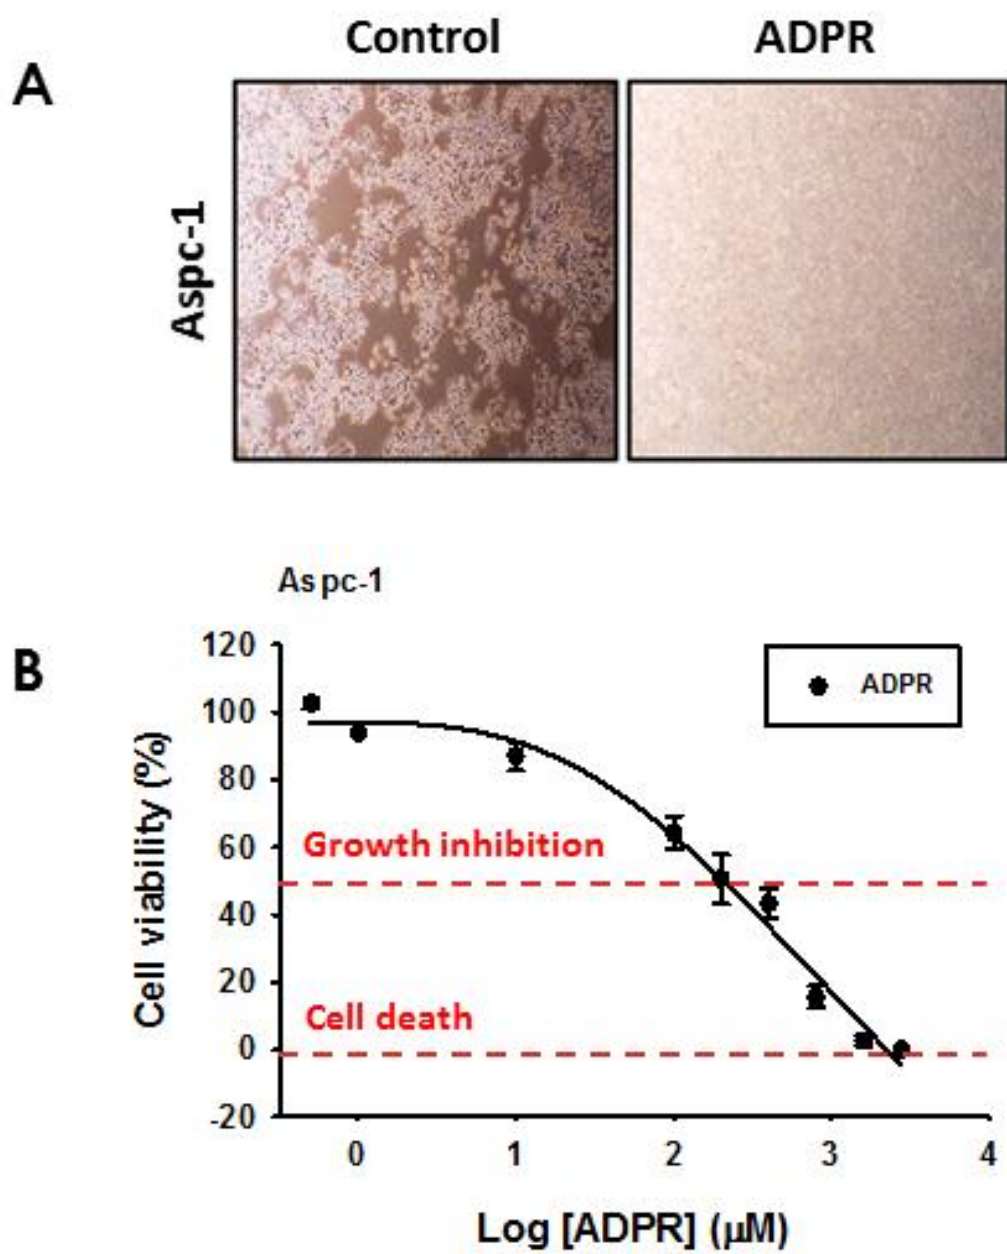 Control ADPR
A
Aspc-1
Aspc-1
B
120
100
80
60
40
20
0
-20
Cell viability (%)
ADPR
Growth inhibition
Cell death
0 1 2 3 4
Log [ADPR] (μM)